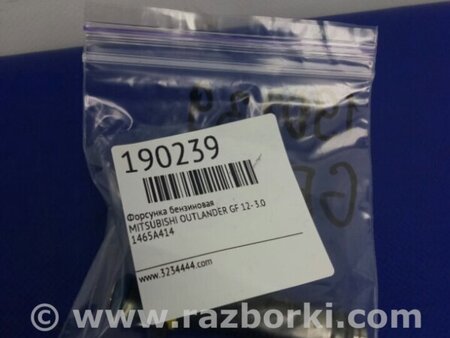 190239
Форсунка бензиновая
MITSUBISHI OUTLANDER GF 12- 3.0
1465A414
www.3234444.com
© www.razborki.com